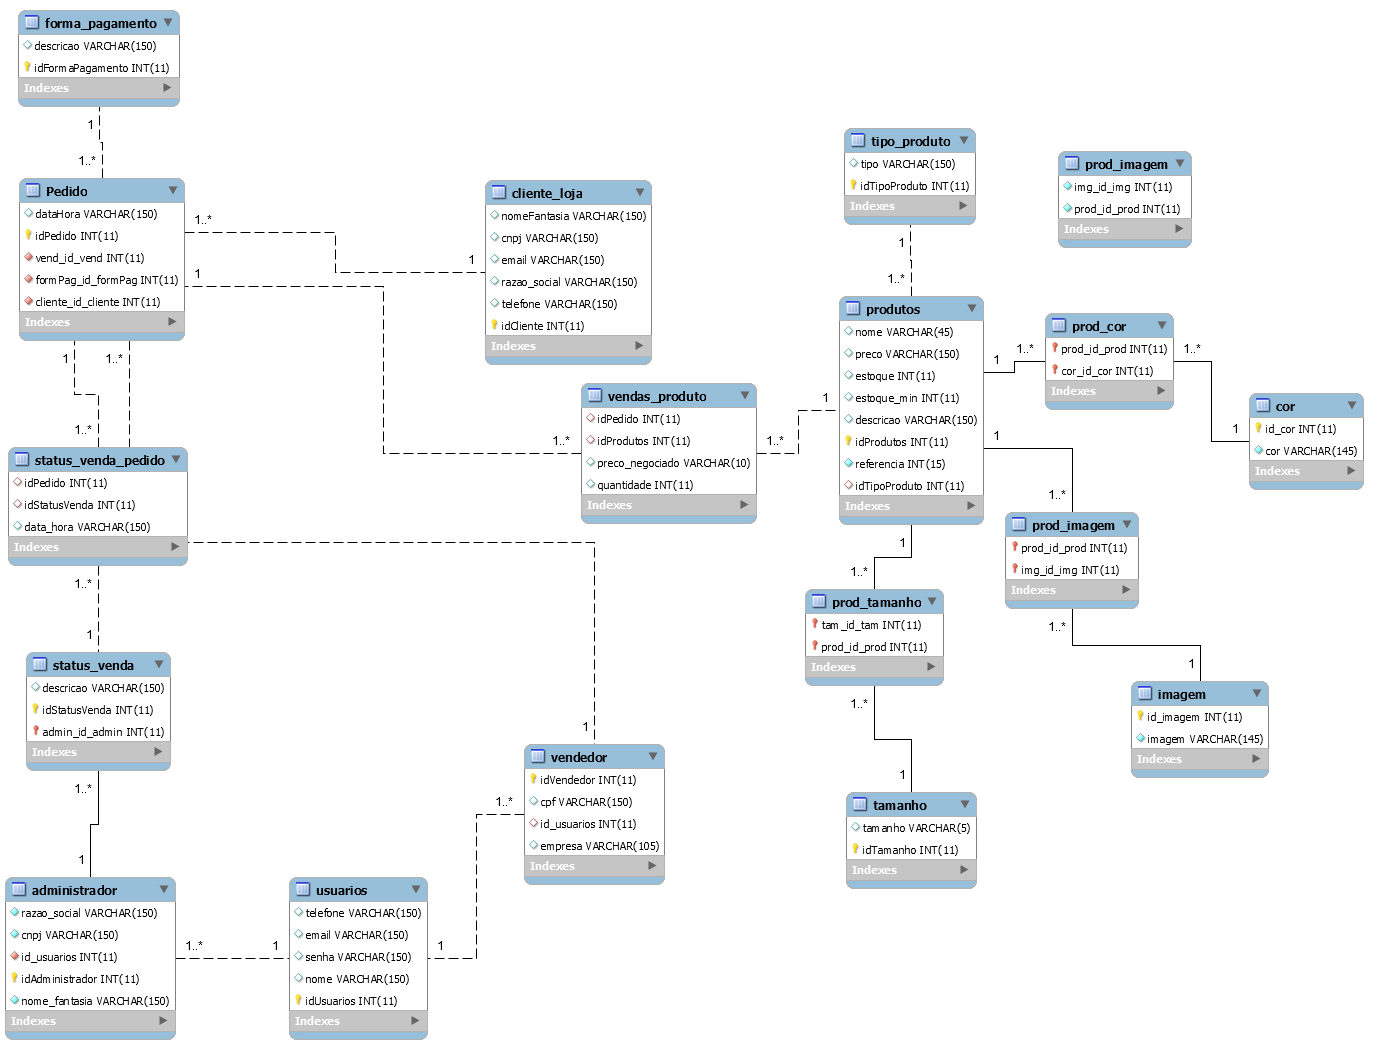 forma_pagamento
descricao VARCHAR(150)
idFormaPagamento INT(11)
Indexes
1
1..*
Pedido
dataHora VARCHAR(150)
idPedido INT(11)
vend_id_vend INT(11)
formPag_id_formPag INT(11)
cliente_id_cliente INT(11)
Indexes
1..*
1
1
cliente_loja
nomeFantasia VARCHAR(150)
cnpj VARCHAR(150)
email VARCHAR(150)
razao_social VARCHAR(150)
telefone VARCHAR(150)
idCliente INT(11)
Indexes
1
1..*
1..*
status_venda_pedido
idPedido INT(11)
idStatusVenda INT(11)
data_hora VARCHAR(150)
Indexes
1..*
1
status_venda
descricao VARCHAR(150)
idStatusVenda INT(11)
admin_id_admin INT(11)
Indexes
1..*
1
administrador
razao_social VARCHAR(150)
cnpj VARCHAR(150)
id_usuarios INT(11)
idAdministrador INT(11)
nome_fantasia VARCHAR(150)
Indexes
1..*
1
usuarios
telefone VARCHAR(150)
email VARCHAR(150)
senha VARCHAR(150)
nome VARCHAR(150)
idUsuarios INT(11)
Indexes
1
1..*
1
vendedor
idVendedor INT(11)
cpf VARCHAR(150)
id_usuarios INT(11)
empresa VARCHAR(105)
Indexes
vendas_produto
idPedido INT(11)
idProdutos INT(11)
preco_negociado VARCHAR(10)
quantidade INT(11)
Indexes
1..*
1..*
1
tipo_produto
tipo VARCHAR(150)
idTipoProduto INT(11)
Indexes
1
1..*
produtos
nome VARCHAR(45)
preco VARCHAR(150)
estoque INT(11)
estoque_min INT(11)
descricao VARCHAR(150)
idProdutos INT(11)
referencia INT(15)
idTipoProduto INT(11)
Indexes
1
1..*
1
1..*
1
1..*
prod_imagem
img_id_img INT(11)
prod_id_prod INT(11)
Indexes
prod_cor
prod_id_prod INT(11)
cor_id_cor INT(11)
Indexes
1..*
1
cor
id_cor INT(11)
cor VARCHAR(145)
Indexes
prod_imagem
prod_id_prod INT(11)
img_id_img INT(11)
Indexes
1..*
1
imagem
id_imagem INT(11)
imagem VARCHAR(145)
Indexes
prod_tamanho
tam_id_tam INT(11)
prod_id_prod INT(11)
Indexes
1..*
1
tamanho
tamanho VARCHAR(5)
idTamanho INT(11)
Indexes